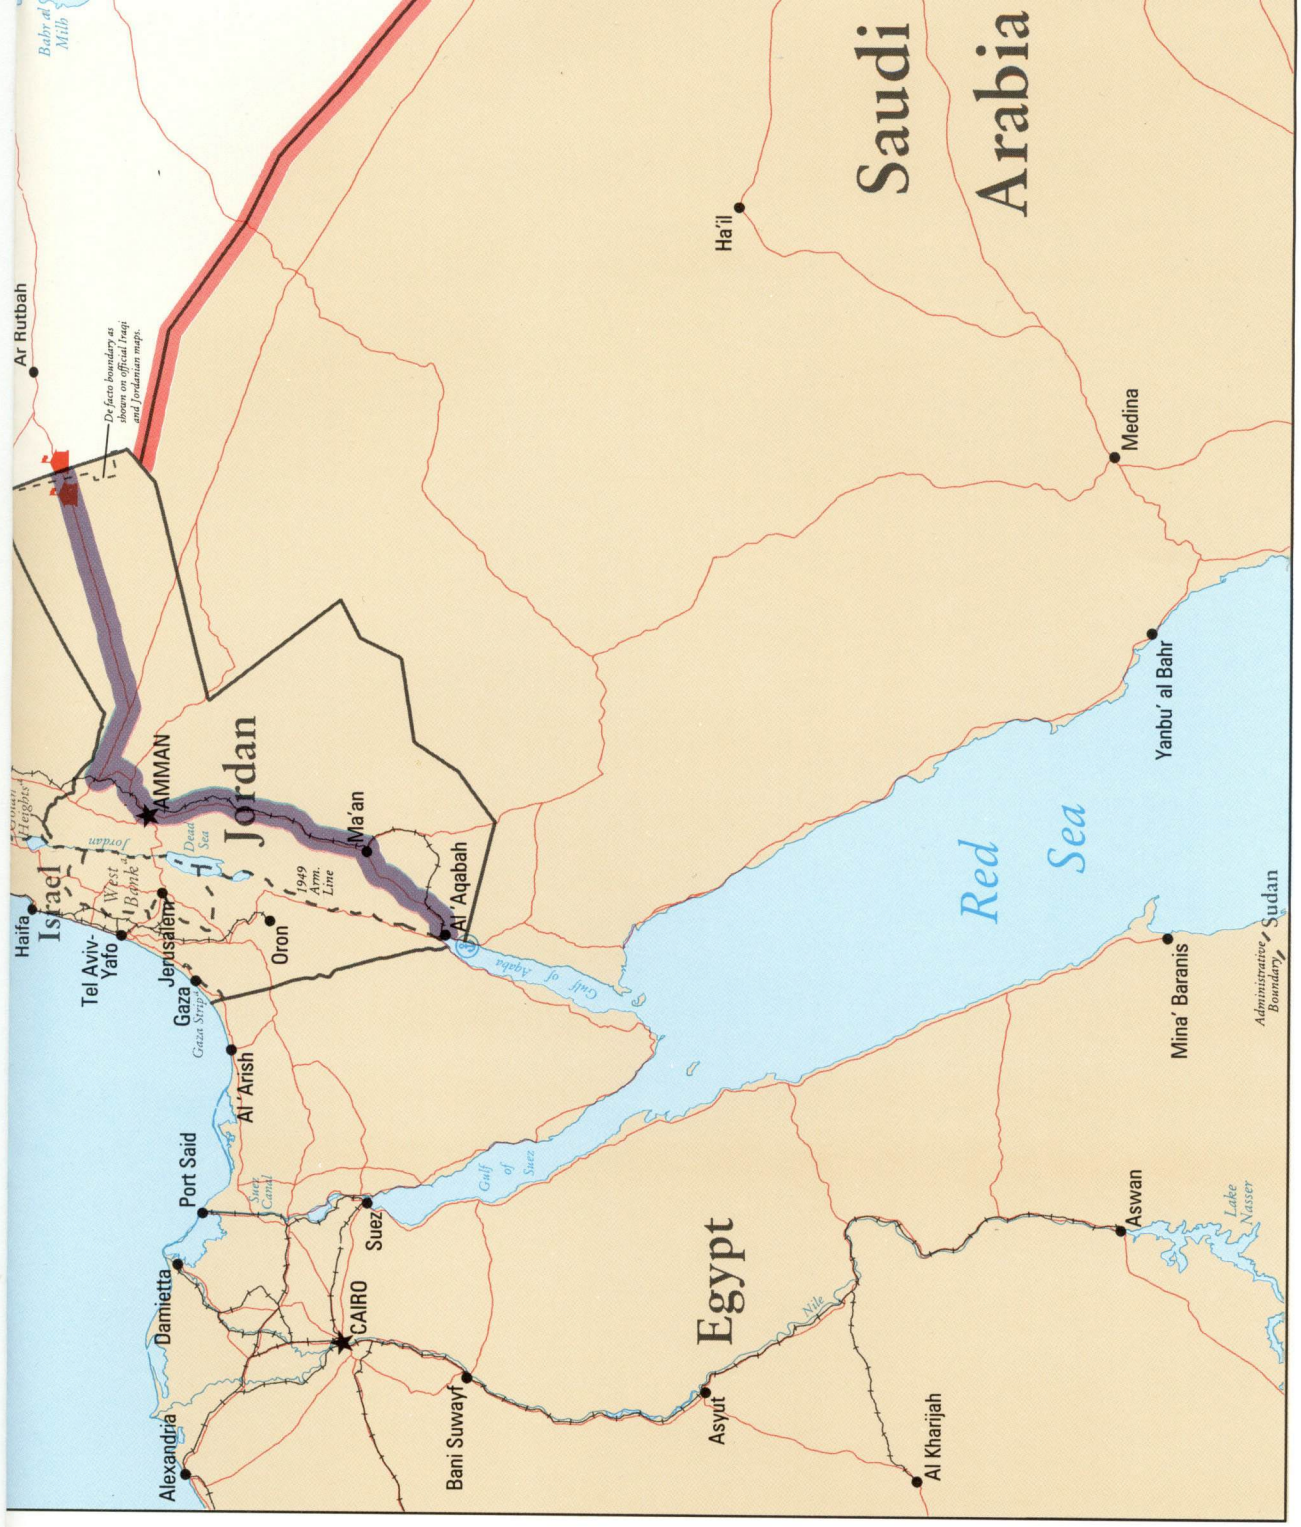 Bahr al
Milh
Ar Rutbah
De facto boundary as
shown on official Iraqi
and Jordanian maps.
Saudi
Arabia
Ha'il
Medina
Yanbu' al Bahr
Red
Sea
Heights
Haifa
Israel
Jordan
West
Bank
Tel Aviv-
Yafo
Jerusalem
AMMAN
Dead
Sea
Jordan
Ma'an
1949
Arm.
Line
Al 'Aqabah
Oron
Gaza
Gaza Strip
Al 'Arish
Gulf
of
Aqaba
Port Said
Suez
Canal
Suez
Gulf
of
Suez
Damietta
CAIRO
Alexandria
Bani Suwayf
Egypt
Nile
Asyut
Al Kharijah
Aswan
Lake
Nasser
Mina' Baranis
Administrative
Boundary
Sudan